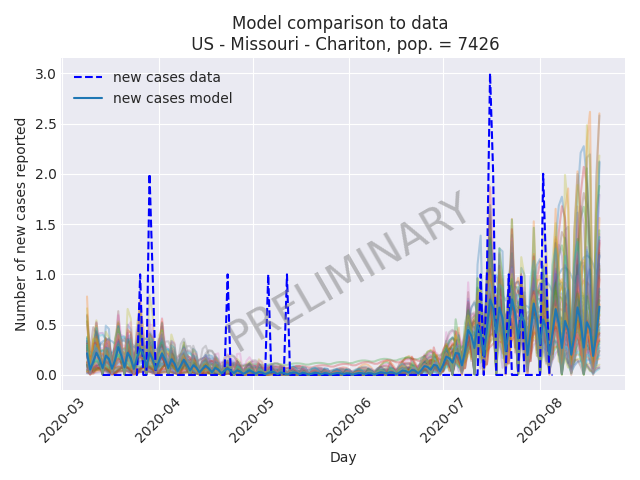 Model comparison to data
US - Missouri - Chariton, pop. = 7426
3.0
2.5
2.0
1.5
1.0
0.5
0.0
Number of new cases reported
new cases data
new cases model
PRELIMINARY
2020-03
2020-04
2020-05
2020-06
2020-07
2020-08
Day